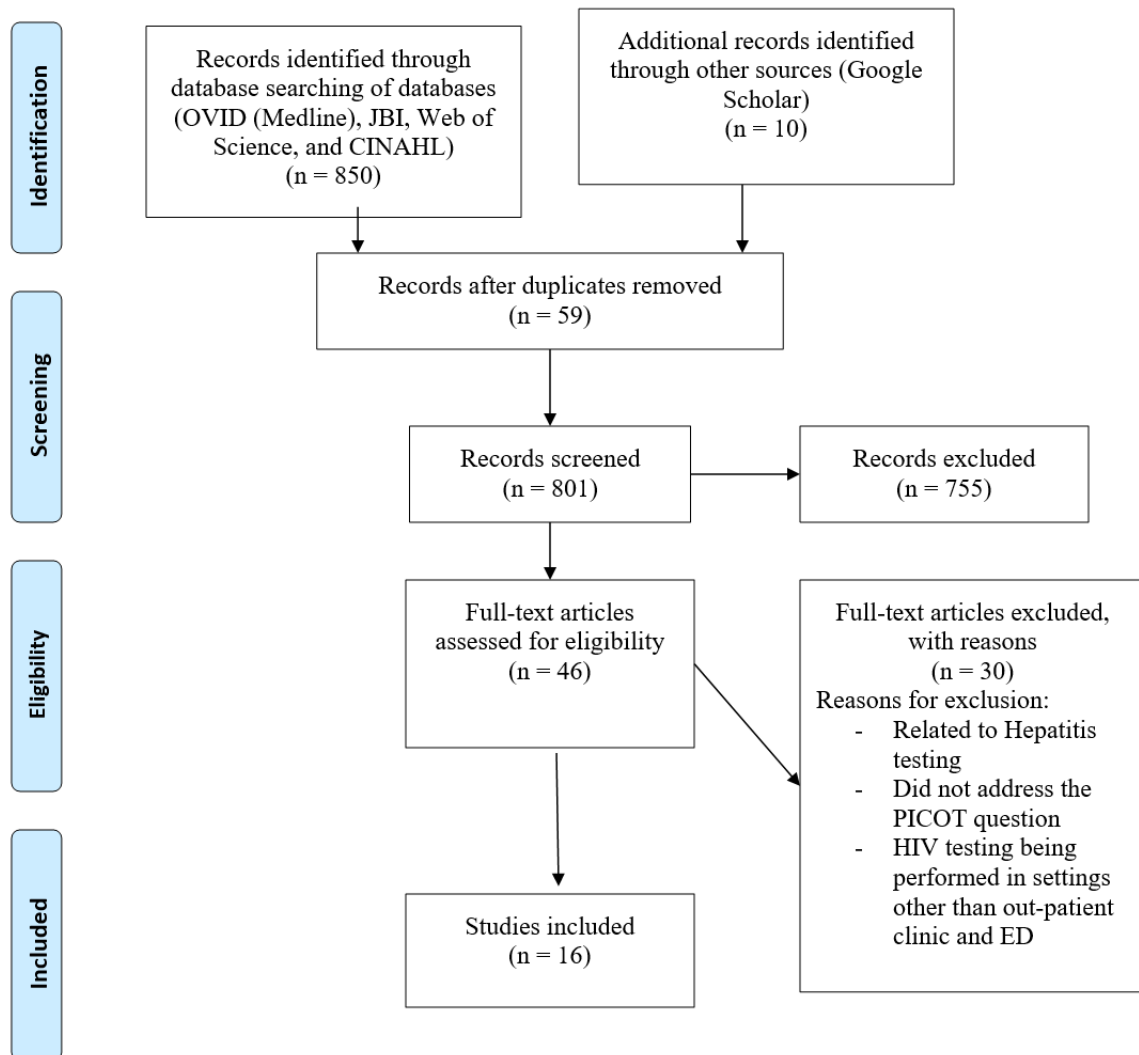 Identification
Records identified through
database searching of databases
(OVID (Medline), JBI, Web of
Science, and CINAHL)
(n = 850)
Additional records identified
through other sources (Google
Scholar)
(n = 10)
Records after duplicates removed
(n = 59)
Screening
Records screened
(n = 801)
Records excluded
(n = 755)
Eligibility
Full-text articles
assessed for eligibility
(n = 46)
Full-text articles excluded,
with reasons
(n = 30)
Reasons for exclusion:
- Related to Hepatitis
testing
- Did not address the
PICOT question
- HIV testing being
performed in settings
other than out-patient
clinic and ED
Included
Studies included
(n = 16)